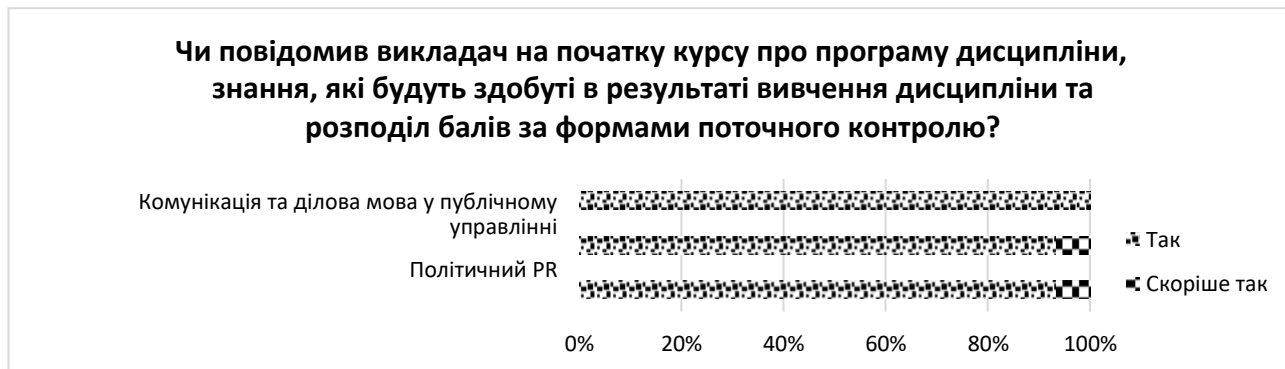 Чи повідомив викладач на початку курсу про програму дисципліни,
знання, які будуть здобуті в результаті вивчення дисципліни та
розподіл балів за формами поточного контролю?
Комунікація та ділова мова у публічному
управлінні
Політичний PR
Так
Скоріше так
0% 20% 40% 60% 80% 100%